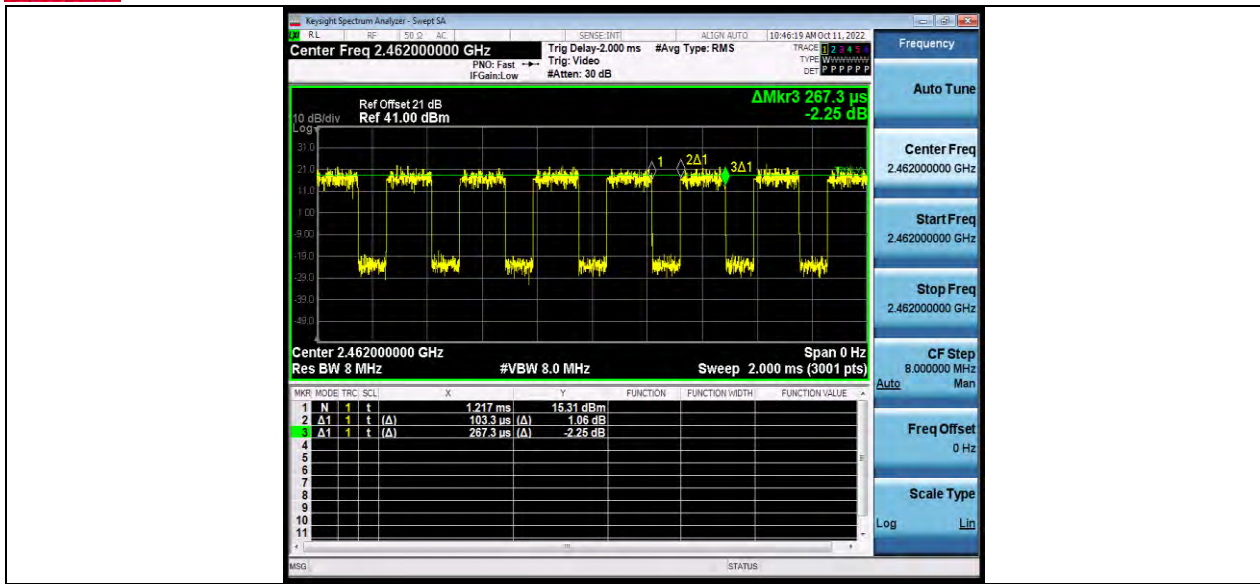 Keysight Spectrum Analyzer - Swept SA
RL RF 50 Ω AC SENSE:INT ALIGN AUTO 10:46:19 AM Oct 11, 2022
Center Freq 2.462000000 GHz
Trig Delay-2.000 ms #Avg Type: RMS
TRACE 1 2 3 4 5 6
PNO: Fast Trig: Video
TYPE WWWWWW
IFGain:Low #Atten: 30 dB
DET P P P P P P
ΔMkr3 267.3 µs
-2.25 dB
Ref Offset 21 dB
10 dB/div Ref 41.00 dBm
Log
31.0
21.0
11.0
1.00
-9.00
-19.0
-29.0
-39.0
-49.0
1 2Δ1 3Δ1
Center 2.462000000 GHz Span 0 Hz
Res BW 8 MHz #VBW 8.0 MHz Sweep 2.000 ms (3001 pts)
MKR MODE TRC SCL X Y FUNCTION FUNCTION WIDTH FUNCTION VALUE
1 N 1 t 1.217 ms 15.31 dBm
2 Δ1 1 t (Δ) 103.3 µs (Δ) 1.06 dB
3 Δ1 1 t (Δ) 267.3 µs (Δ) -2.25 dB
4
5
6
7
8
9
10
11
MSG STATUS
Frequency
Auto Tune
Center Freq
2.462000000 GHz
Start Freq
2.462000000 GHz
Stop Freq
2.462000000 GHz
CF Step
8.000000 MHz
Auto Man
Freq Offset
0 Hz
Scale Type
Log Lin